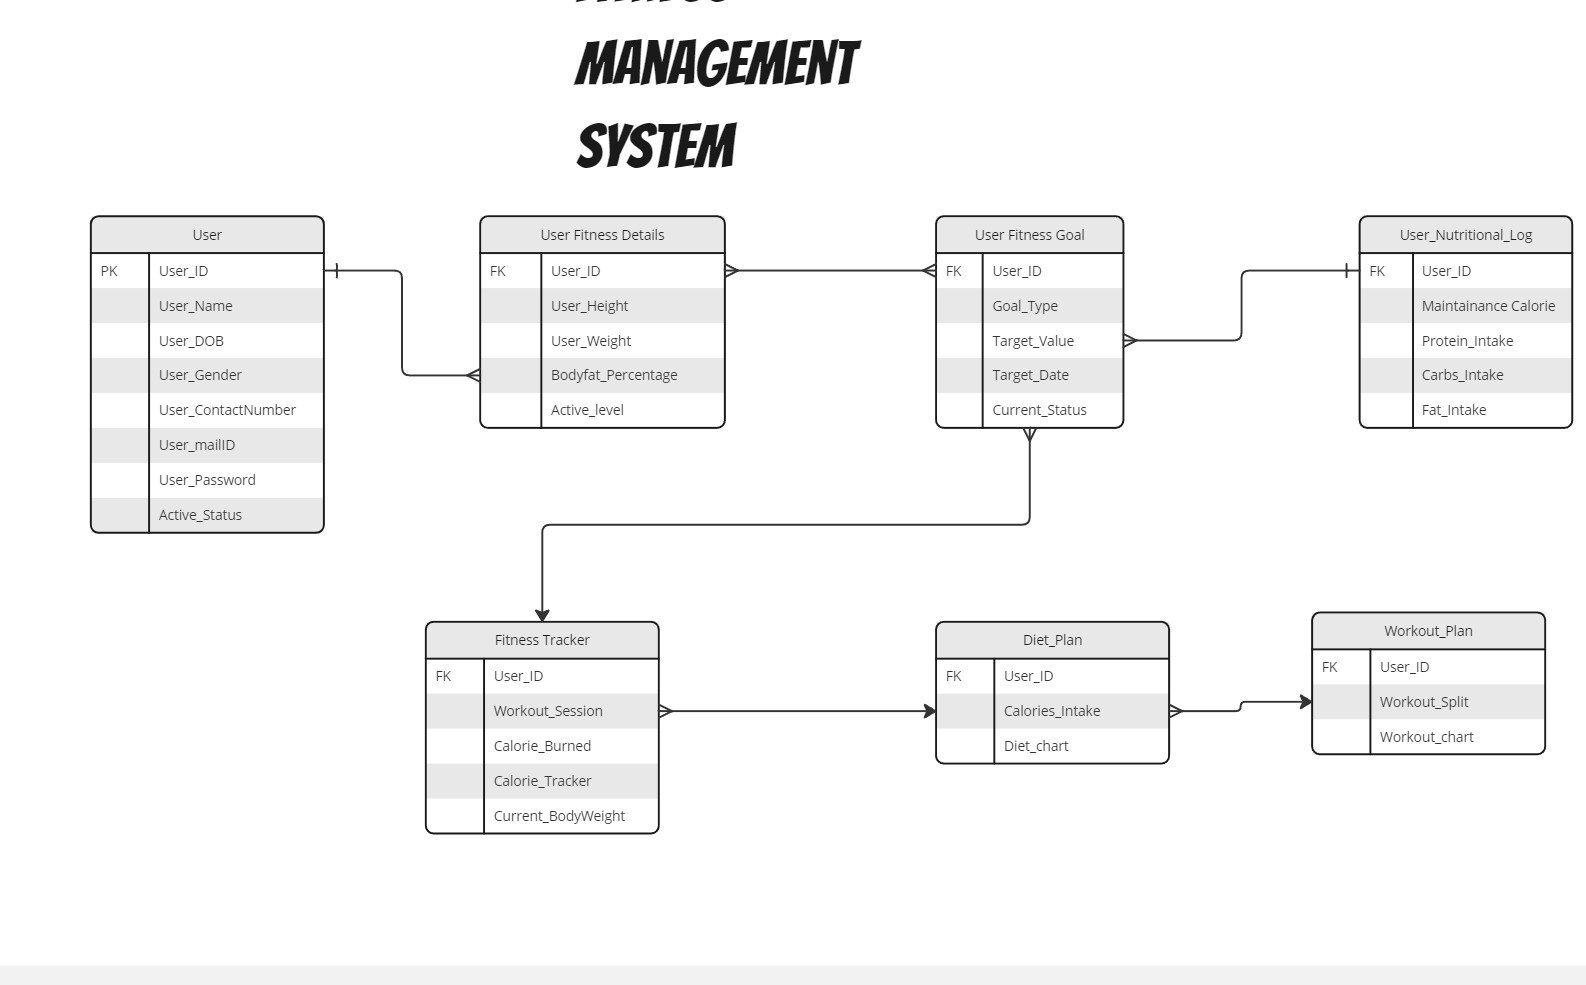 MANAGEMENT
SYSTEM
User
PK User_ID
User_Name
User_DOB
User_Gender
User_ContactNumber
User_mailID
User_Password
Active_Status
User Fitness Details
FK User_ID
User_Height
User_Weight
Bodyfat_Percentage
Active_level
User Fitness Goal
FK User_ID
Goal_Type
Target_Value
Target_Date
Current_Status
User_Nutritional_Log
FK User_ID
Maintainance Calorie
Protein_Intake
Carbs_Intake
Fat_Intake
Fitness Tracker
FK User_ID
Workout_Session
Calorie_Burned
Calorie_Tracker
Current_BodyWeight
Diet_Plan
FK User_ID
Calories_Intake
Diet_chart
Workout_Plan
FK User_ID
Workout_Split
Workout_chart